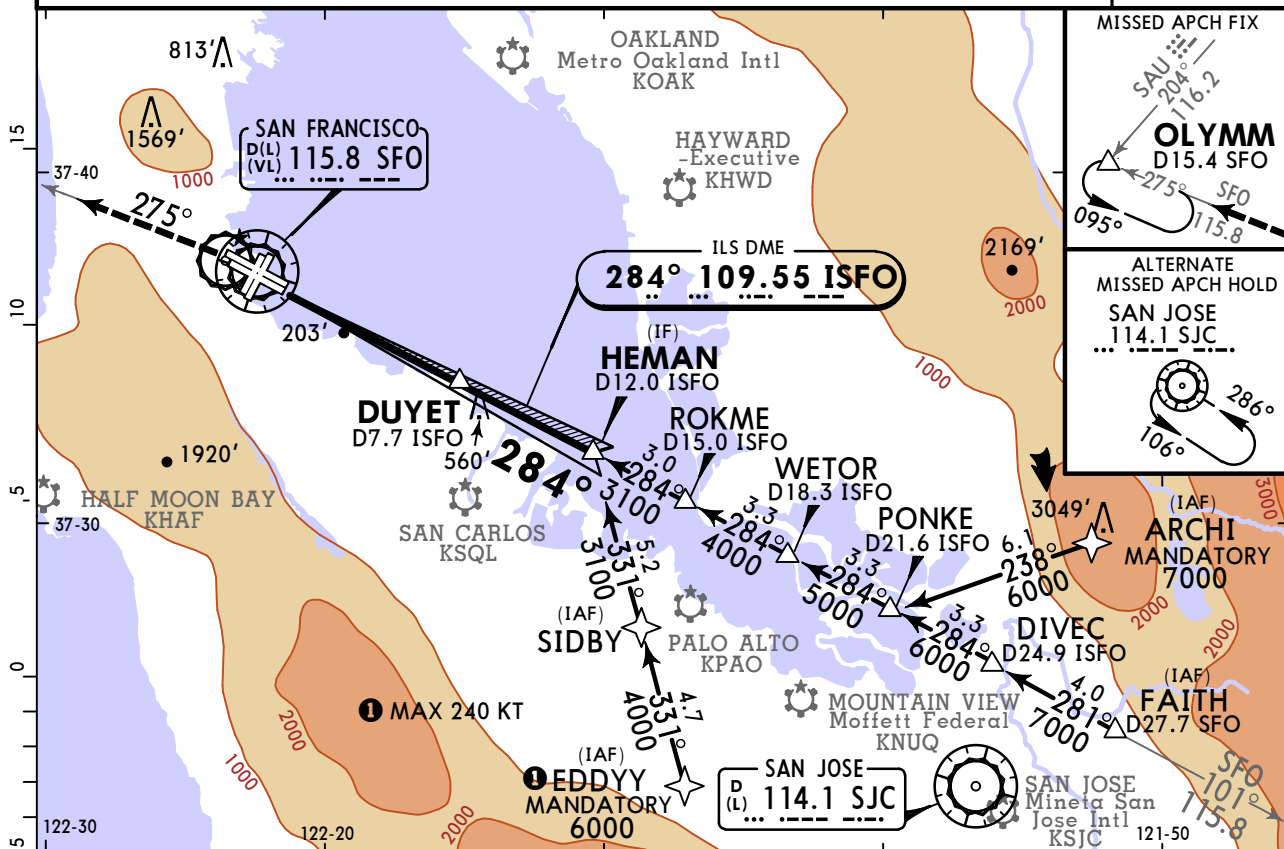 813'
1569'
1000
15
37-40
275°
SAN FRANCISCO
D(L)
(VL)
115.8 SFO
OAKLAND
Metro Oakland Intl
KOAK
HAYWARD
-Executive
KHWD
ILS DME
284° 109.55 ISFO
2169'
2000
1000
MISSED APCH FIX
SAU
204°
116.2
OLYMM
D15.4 SFO
275°
SFO
115.8
095°
ALTERNATE
MISSED APCH HOLD
SAN JOSE
114.1 SJC
286°
106°
10
203'
(IF)
HEMAN
D12.0 ISFO
DUYET
D7.7 ISFO
560'
284°
ROKME
D15.0 ISFO
3.0
284°
3100
WETOR
D18.3 ISFO
3.3
284°
4000
PONKE
D21.6 ISFO
3.3
284°
5000
3049'
3000
(IAF)
ARCHI
MANDATORY
7000
6.1
238°
6000
2000
2000
1920'
5
HALF MOON BAY
KHAF
37-30
SAN CARLOS
KSQL
5.2
331°
3100
(IAF)
SIDBY
PALO ALTO
KPAO
3.3
284°
6000
DIVEC
D24.9 ISFO
(IAF)
FAITH
D27.7 SFO
4.0
281°
7000
0
1 MAX 240 KT
2000
1000
4.7
331°
4000
(IAF)
1 EDDYY
MANDATORY
6000
2000
MOUNTAIN VIEW
Moffett Federal
KNUQ
SAN JOSE
D
(L)
114.1 SJC
SAN JOSE
Mineta San
Jose Intl
KSJC
SFO
101°
115.8
5
122-30
122-20
121-50